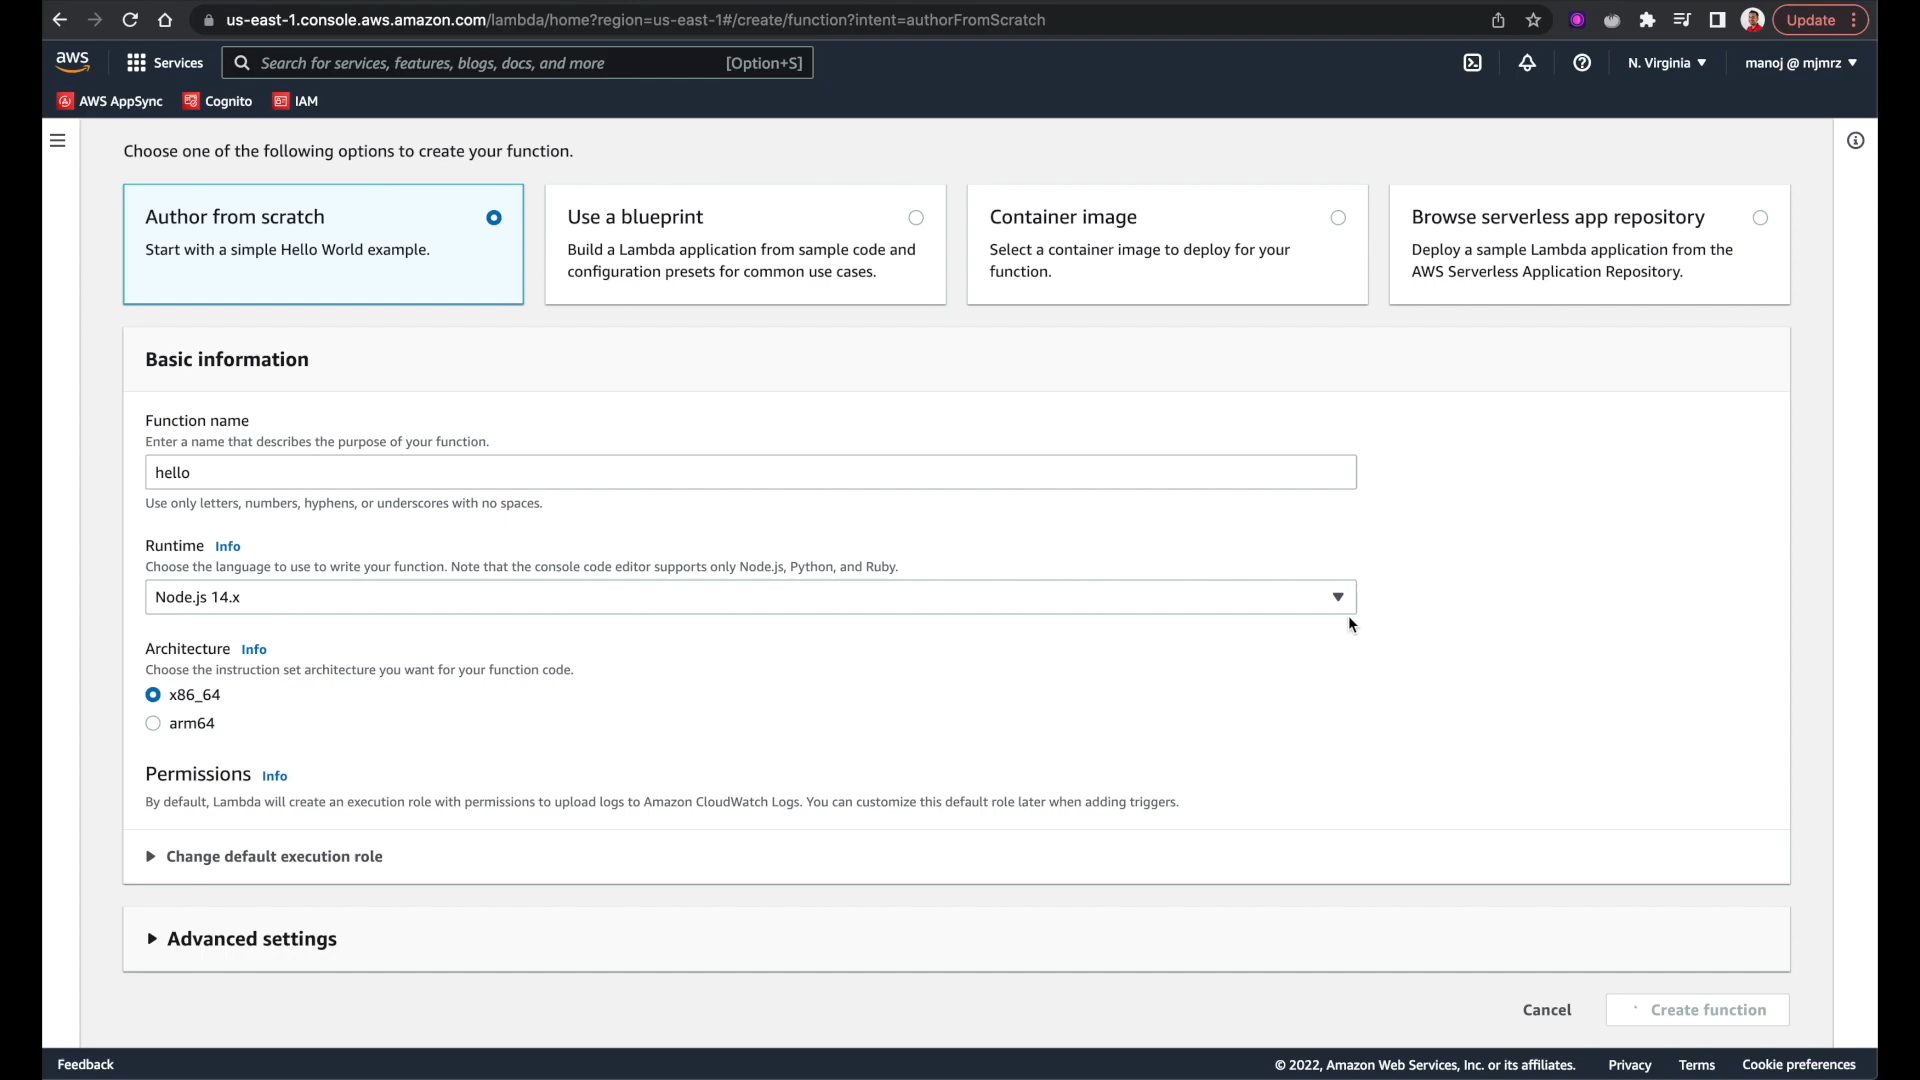 us-east-1.console.aws.amazon.com/lambda/home?region=us-east-1#/create/function?intent=authorFromScratch
Update
aws
Services
Search for services, features, blogs, docs, and more
[Option+S]
N. Virginia
manoj @ mjmrz
AWS AppSync
Cognito
IAM
Choose one of the following options to create your function.
Author from scratch
Start with a simple Hello World example.
Use a blueprint
Build a Lambda application from sample code and
configuration presets for common use cases.
Container image
Select a container image to deploy for your
function.
Browse serverless app repository
Deploy a sample Lambda application from the
AWS Serverless Application Repository.
Basic information
Function name
Enter a name that describes the purpose of your function.
hello
Use only letters, numbers, hyphens, or underscores with no spaces.
Runtime Info
Choose the language to use to write your function. Note that the console code editor supports only Node.js, Python, and Ruby.
Node.js 14.x
Architecture Info
Choose the instruction set architecture you want for your function code.
x86_64
arm64
Permissions Info
By default, Lambda will create an execution role with permissions to upload logs to Amazon CloudWatch Logs. You can customize this default role later when adding triggers.
Change default execution role
Advanced settings
Cancel
Create function
Feedback
© 2022, Amazon Web Services, Inc. or its affiliates.
Privacy
Terms
Cookie preferences